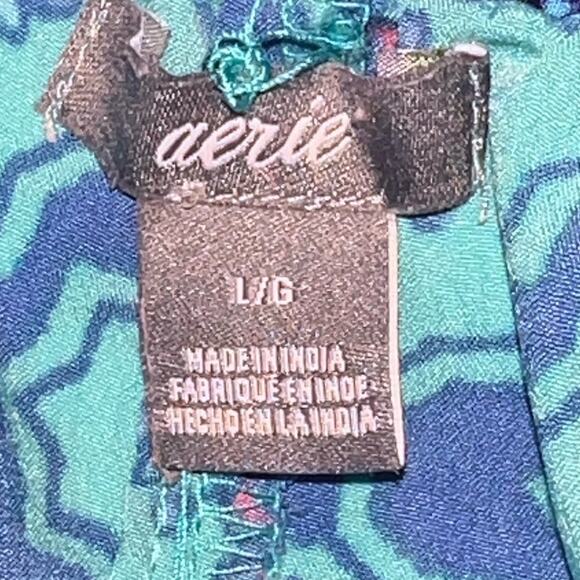 aerie
L/G
MADE IN INDIA
FABRIQUÉ EN INDE
HECHO EN LA INDIA